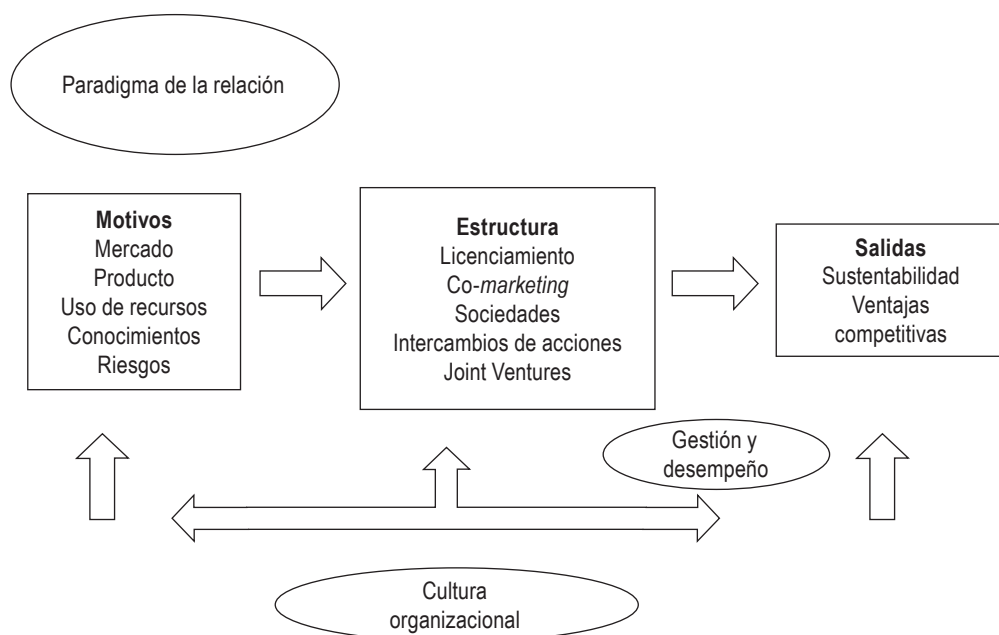 Paradigma de la relación
Motivos
Mercado
Producto
Uso de recursos
Conocimientos
Riesgos
Estructura
Licenciamiento
Co-marketing
Sociedades
Intercambios de acciones
Joint Ventures
Salidas
Sustentabilidad
Ventajas
competitivas
Gestión y
desempeño
Cultura
organizacional